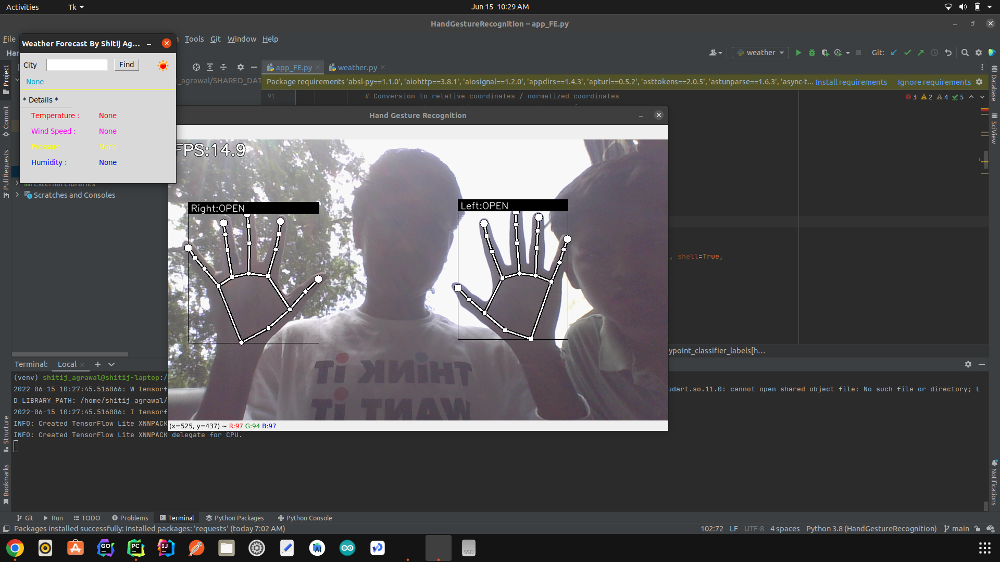 Activities
Tk
Jun 15 10:29 AM
HandGestureRecognition – app_FE.py
File
Tools Git Window Help
Weather Forecast By Shitij Ag...
Har
weather
Git:
City
Find
None
* Details *
Temperature : None
Wind Speed : None
Pressure : None
Humidity : None
app_FE.py
weather.py
_agrawal/SHARED_DAT
Package requirements 'absl-py==1.1.0', 'aiohttp==3.8.1', 'aiosignal==1.2.0', 'appdirs==1.4.3', 'apturl==0.5.2', 'asttokens==2.0.5', 'astunparse==1.6.3', 'async-t... Install requirements Ignore requirements
91
# Conversion to relative coordinates / normalized coordinates
3 2 4 5
Project
Commit
Pull Requests
Structure
Bookmarks
Database
SciView
Notifications
External Libraries
Scratches and Consoles
Hand Gesture Recognition
FPS:14.9
Right:OPEN
Left:OPEN
THINK IT
WANT IT
(x=525, y=437) ~ R:97 G:94 B:97
, shell=True,
ypoint_classifier_labels[h...
Terminal: Local
(venv) shitij_agrawal@shitij-laptop:/
2022-06-15 10:27:45.516066: W tensorf
udart.so.11.0: cannot open shared object file: No such file or directory; L
D_LIBRARY_PATH: /home/shitij_agrawal/
2022-06-15 10:27:45.516086: I tensorf
INFO: Created TensorFlow Lite XNNPACK
INFO: Created TensorFlow Lite XNNPACK delegate for CPU.
Git Run TODO Problems Terminal Python Packages Python Console
Packages installed successfully: Installed packages: 'requests' (today 7:02 AM)
102:72 LF UTF-8 4 spaces Python 3.8 (HandGestureRecognition) main
GO
PC
IJ
SSD